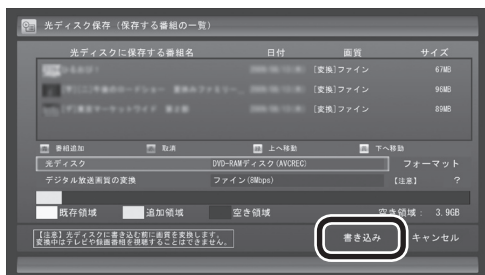 光ディスク保存（保存する番組の一覧）
光ディスクに保存する番組名 日付 画質 サイズ
[変換]ファイン 67MB
[変換]ファイン 96MB
[変換]ファイン 89MB
番組追加 取消 上へ移動 下へ移動
光ディスク DVD-RAMディスク(AVCREC) フォーマット
デジタル放送画質の変換 ファイン(8Mbps) 【注意】 ?
既存領域 追加領域 空き領域 空き領域: 3.9GB
【注意】光ディスクに書き込む前に画質を変換します。
変換中はテレビや録画番組を視聴することはできません。
書き込み キャンセル